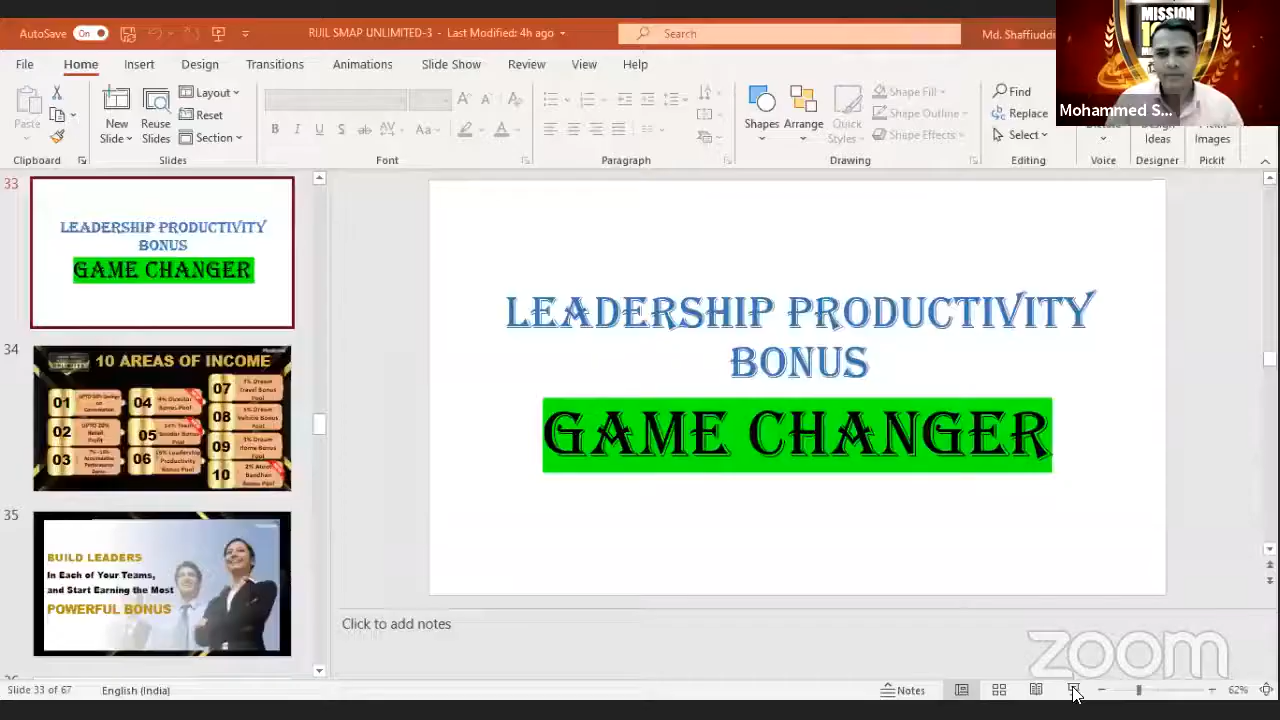 AutoSave On
RIJIL SMAP UNLIMITED-3 - Last Modified: 4h ago
Search
Md. Shaffiuddi
MISSION
Mohammed S...
File Home Insert Design Transitions Animations Slide Show Review View Help
Paste
New
Slide
Reuse
Slides
Layout
Reset
Section
Shapes
Arrange
Quick
Styles
Shape Fill
Shape Outline
Shape Effects
Find
Replace
Select
Design
Ideas
Images
Clipboard Slides Font Paragraph Drawing Editing Voice Designer Pickit
33
LEADERSHIP PRODUCTIVITY
BONUS
GAME CHANGER
34
10 AREAS OF INCOME
01
02
03
04
05
06
07
08
09
10
35
BUILD LEADERS
In Each of Your Teams,
and Start Earning the Most
POWERFUL BONUS
LEADERSHIP PRODUCTIVITY
BONUS
GAME CHANGER
Click to add notes
zoom
Slide 33 of 67 English (India) Notes 62%